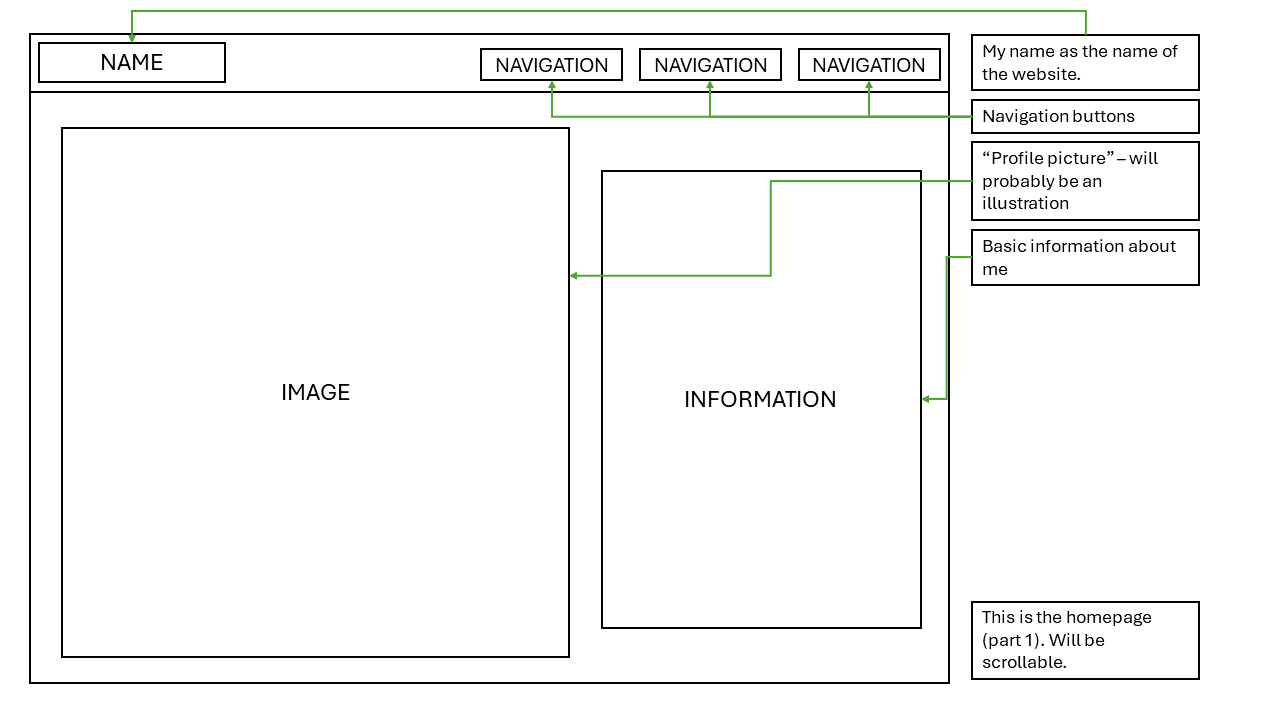 NAME
NAVIGATION
NAVIGATION
NAVIGATION
My name as the name of
the website.
Navigation buttons
“Profile picture” – will
probably be an
illustration
Basic information about
me
IMAGE
INFORMATION
This is the homepage
(part 1). Will be
scrollable.